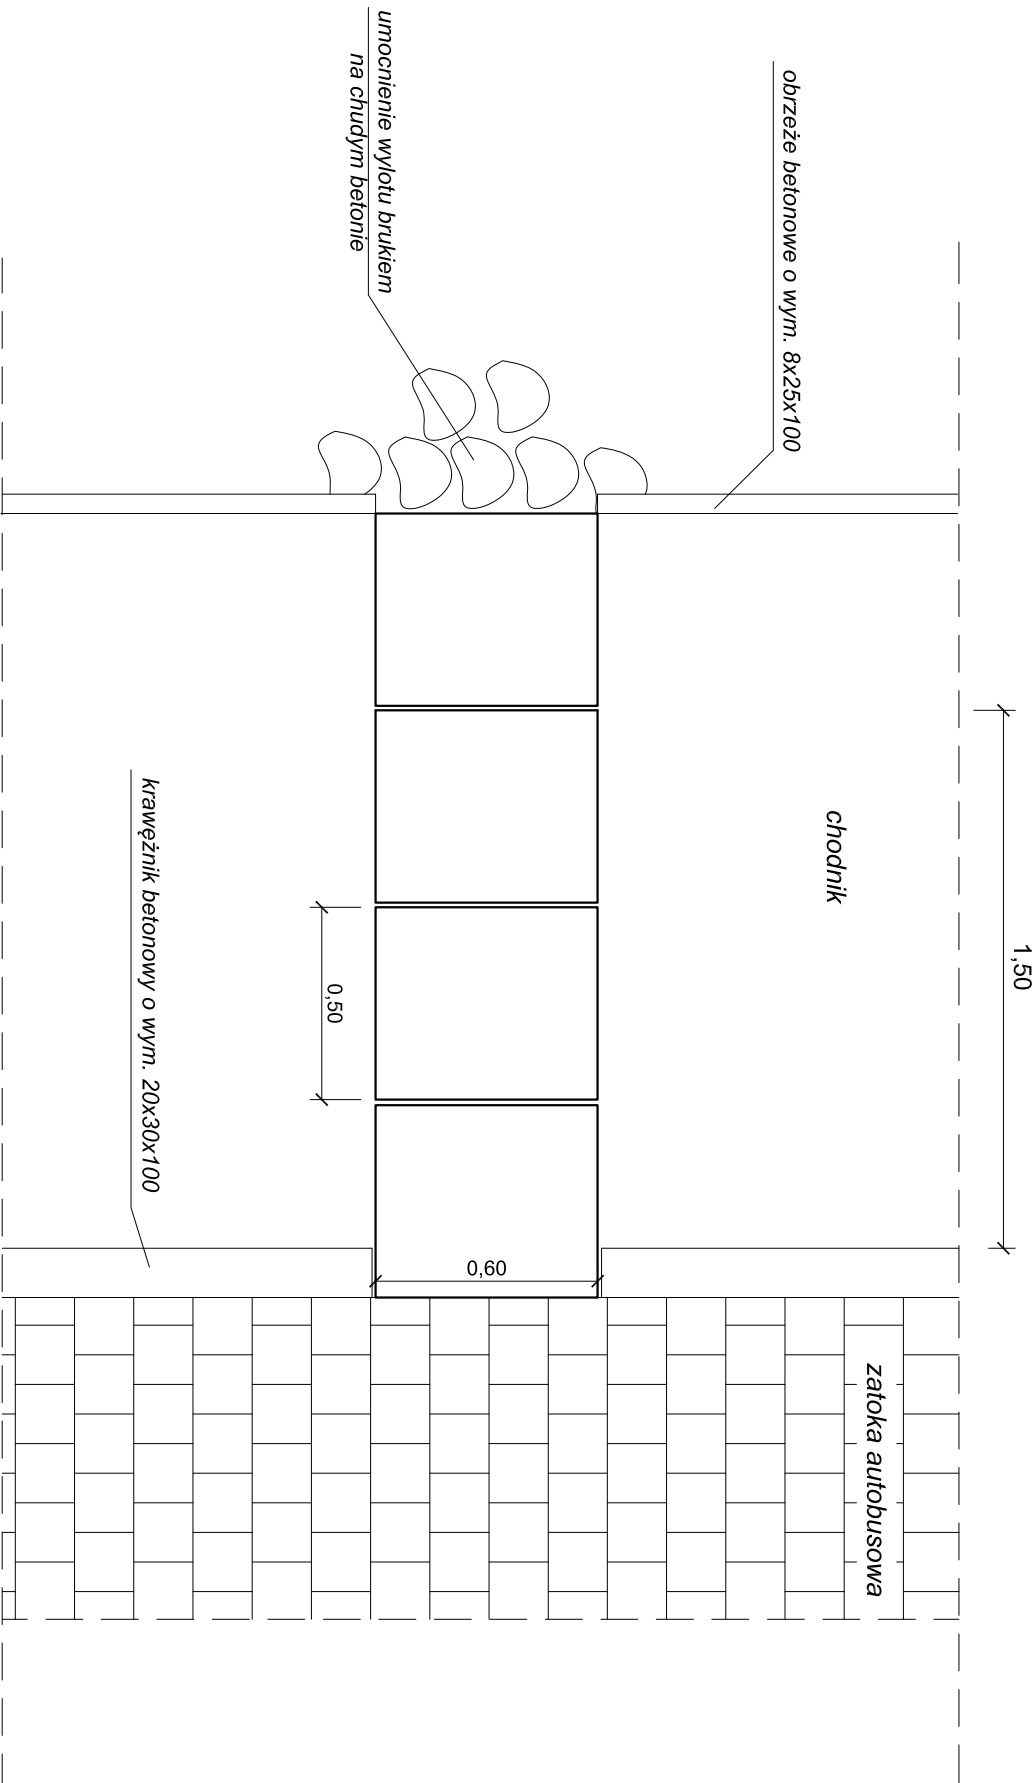 1,50
obrzeże betonowe o wym. 8x25x100
chodnik
zatoka autobusowa
umocnienie wylotu brukiem
na chudym betonie
0,60
0,50
krawężnik betonowy o wym. 20x30x100